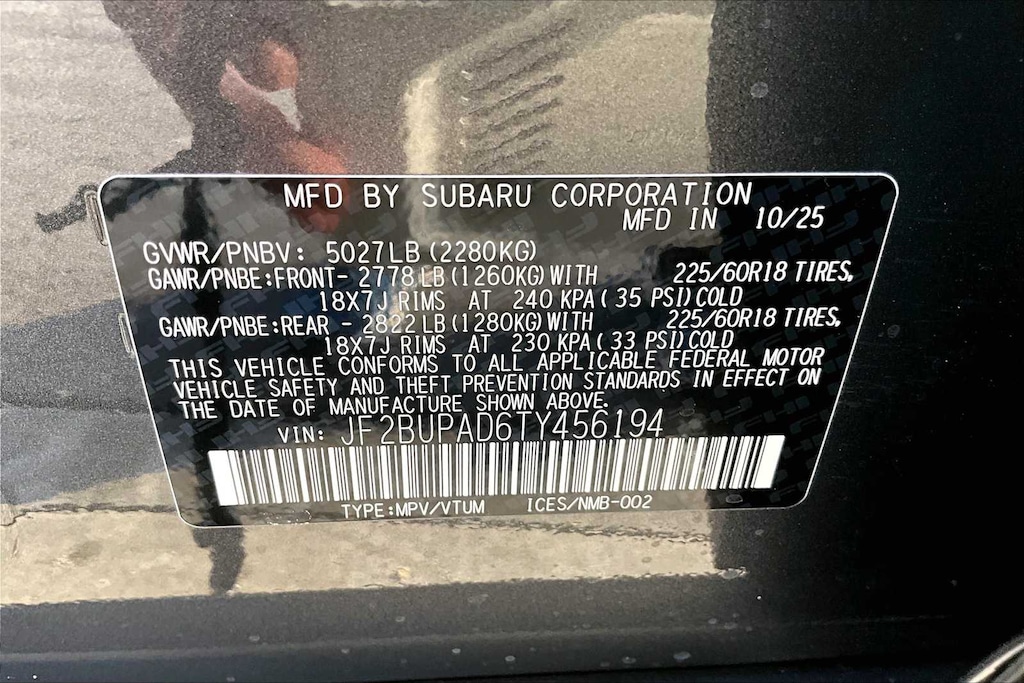 MFD BY SUBARU CORPORATION
MFD IN 10/25
GVWR/PNBV: 5027LB (2280KG)
GAWR/PNBE:FRONT- 2778 LB (1260KG) WITH 225/60R18 TIRES,
18X7J RIMS AT 240 KPA ( 35 PSI) COLD
GAWR/PNBE:REAR - 2822 LB (1280KG) WITH 225/60R18 TIRES,
18X7J RIMS AT 230 KPA ( 33 PSI) COLD
THIS VEHICLE CONFORMS TO ALL APPLICABLE FEDERAL MOTOR
VEHICLE SAFETY AND THEFT PREVENTION STANDARDS IN EFFECT ON
THE DATE OF MANUFACTURE SHOWN ABOVE.
VIN: JF2BUPAD6TY456194
TYPE:MPV/VTUM ICES/NMB-002